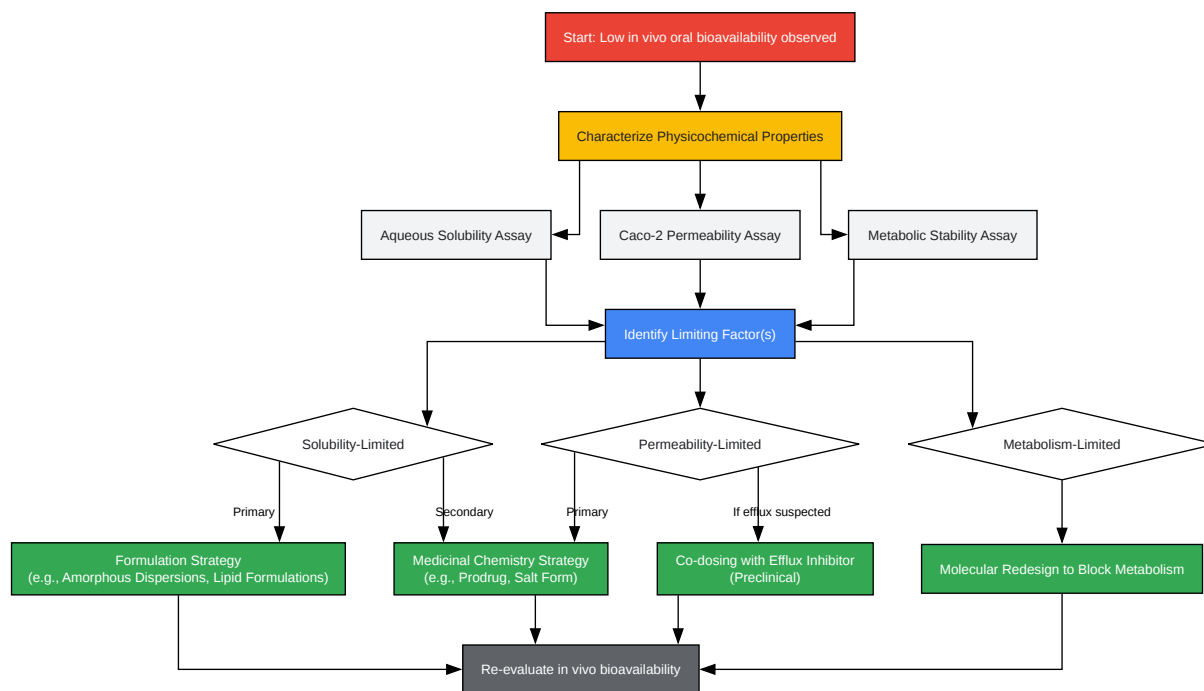 Start: Low in vivo oral bioavailability observed
Characterize Physicochemical Properties
Aqueous Solubility Assay
Caco-2 Permeability Assay
Metabolic Stability Assay
Identify Limiting Factor(s)
Solubility-Limited
Permeability-Limited
Metabolism-Limited
Primary
Secondary
Primary
If efflux suspected
Formulation Strategy
(e.g., Amorphous Dispersions, Lipid Formulations)
Medicinal Chemistry Strategy
(e.g., Prodrug, Salt Form)
Co-dosing with Efflux Inhibitor
(Preclinical)
Molecular Redesign to Block Metabolism
Re-evaluate in vivo bioavailability